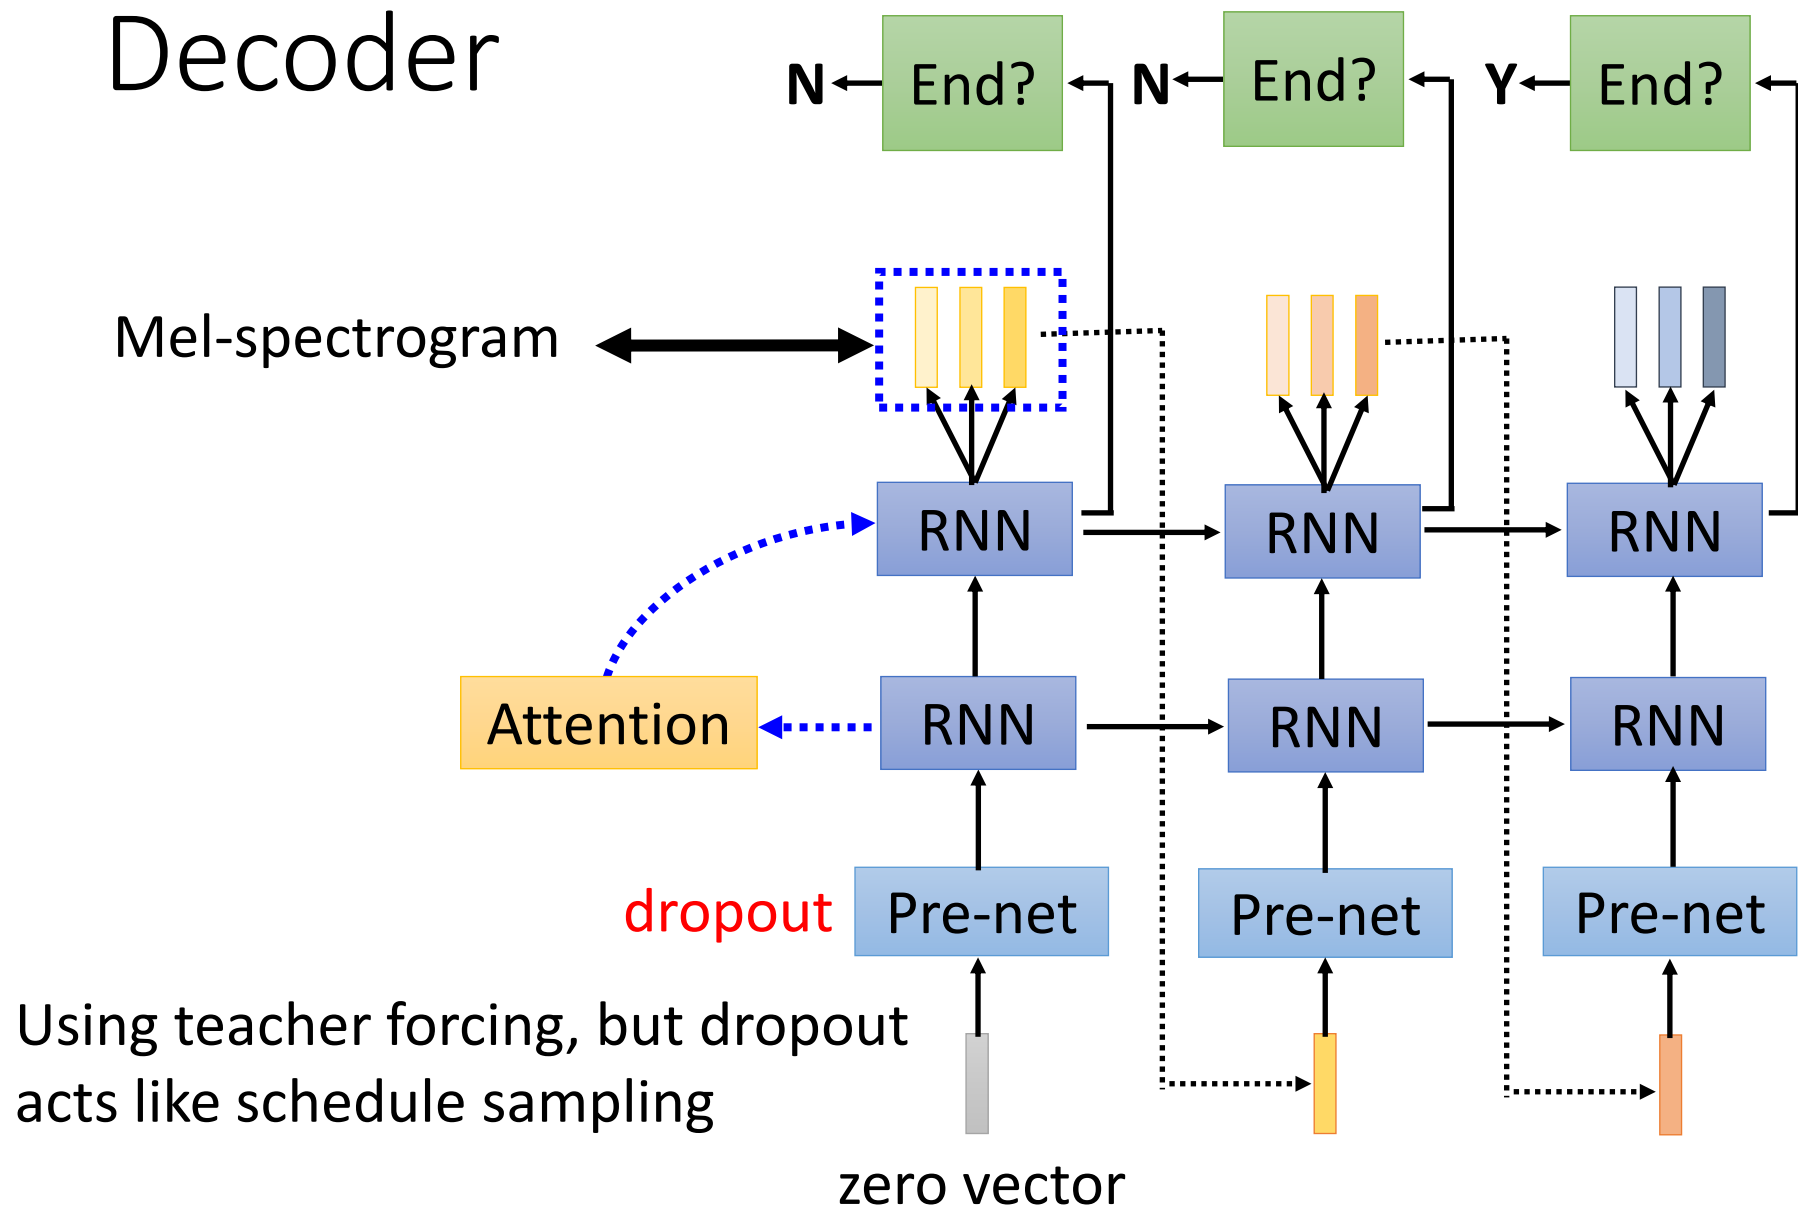 Decoder
N
End?
N
End?
Y
End?
Mel-spectrogram
RNN
RNN
RNN
Attention
RNN
RNN
RNN
dropout
Pre-net
Pre-net
Pre-net
Using teacher forcing, but dropout
acts like schedule sampling
zero vector